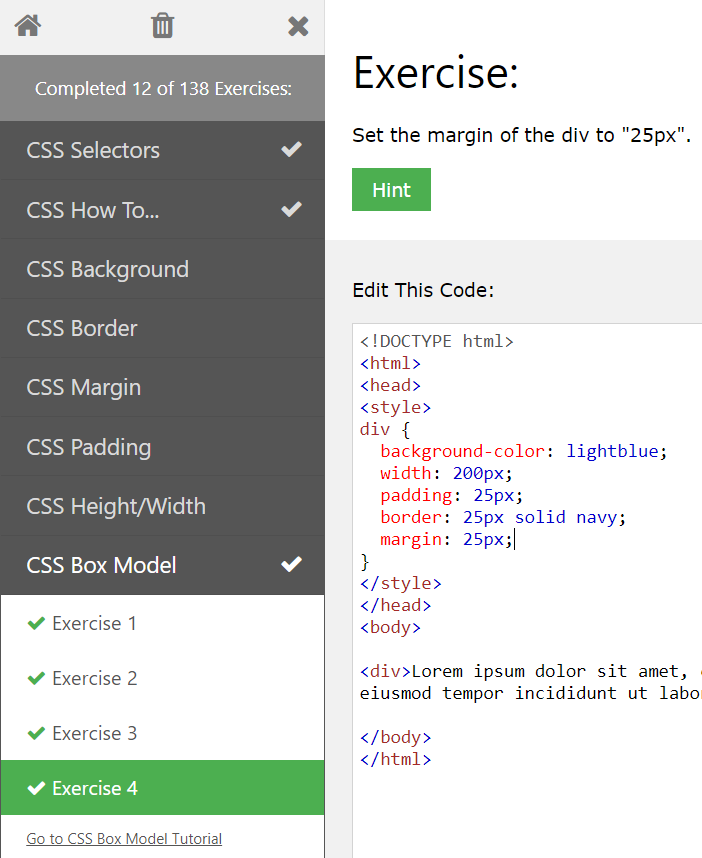 Completed 12 of 138 Exercises:
CSS Selectors
CSS How To...
CSS Background
CSS Border
CSS Margin
CSS Padding
CSS Height/Width
CSS Box Model
Exercise 1
Exercise 2
Exercise 3
Exercise 4
Go to CSS Box Model Tutorial
Exercise:
Set the margin of the div to "25px".
Hint
Edit This Code:
<!DOCTYPE html>
<html>
<head>
<style>
div {
  background-color: lightblue;
  width: 200px;
  padding: 25px;
  border: 25px solid navy;
  margin: 25px;
}
</style>
</head>
<body>

<div>Lorem ipsum dolor sit amet,
eiusmod tempor incididunt ut

</body>
</html>